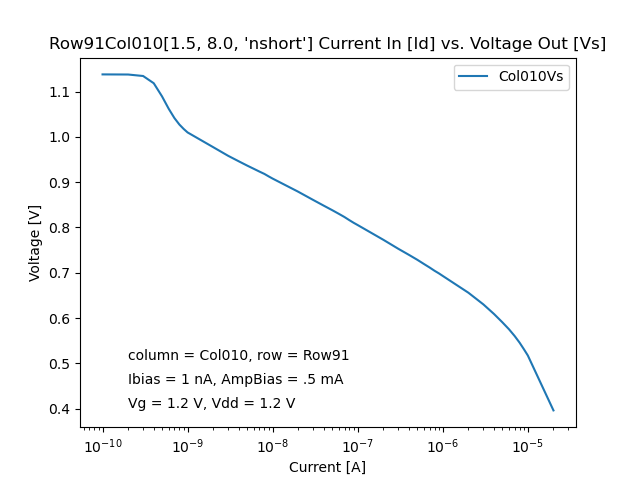 Row91Col010[1.5, 8.0, 'nshort'] Current In [Id] vs. Voltage Out [Vs]
Col010Vs
1.1
1.0
0.9
0.8
0.7
0.6
0.5
0.4
Voltage [V]
column = Col010, row = Row91
Ibias = 1 nA, AmpBias = .5 mA
Vg = 1.2 V, Vdd = 1.2 V
10⁻¹⁰ 10⁻⁹ 10⁻⁸ 10⁻⁷ 10⁻⁶ 10⁻⁵
Current [A]